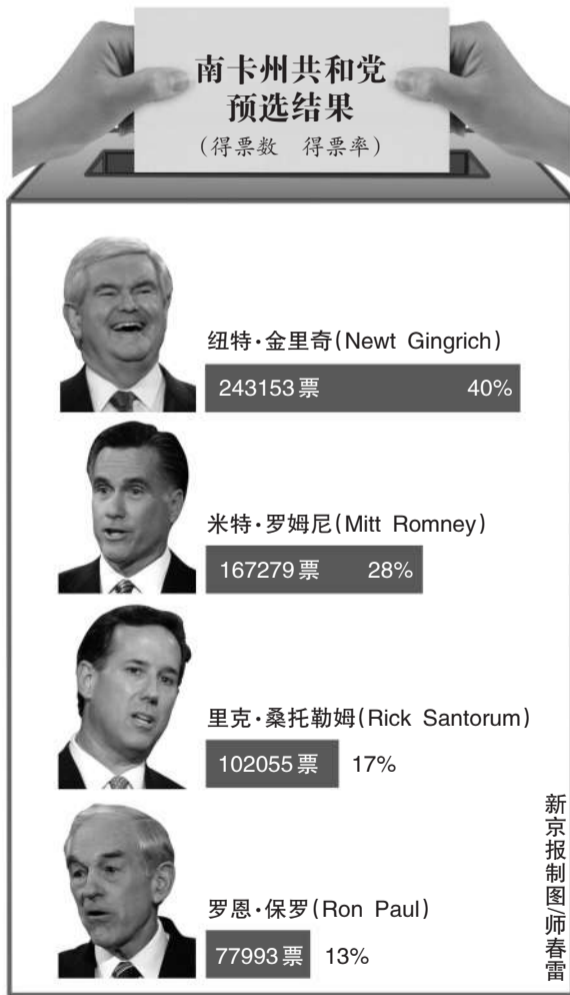 南卡州共和党
预选结果
(得票数 得票率)
纽特·金里奇(Newt Gingrich)
243153票 40%
米特·罗姆尼(Mitt Romney)
167279票 28%
里克·桑托勒姆(Rick Santorum)
102055票 17%
罗恩·保罗(Ron Paul)
77993票 13%
新京报制图/师春雷